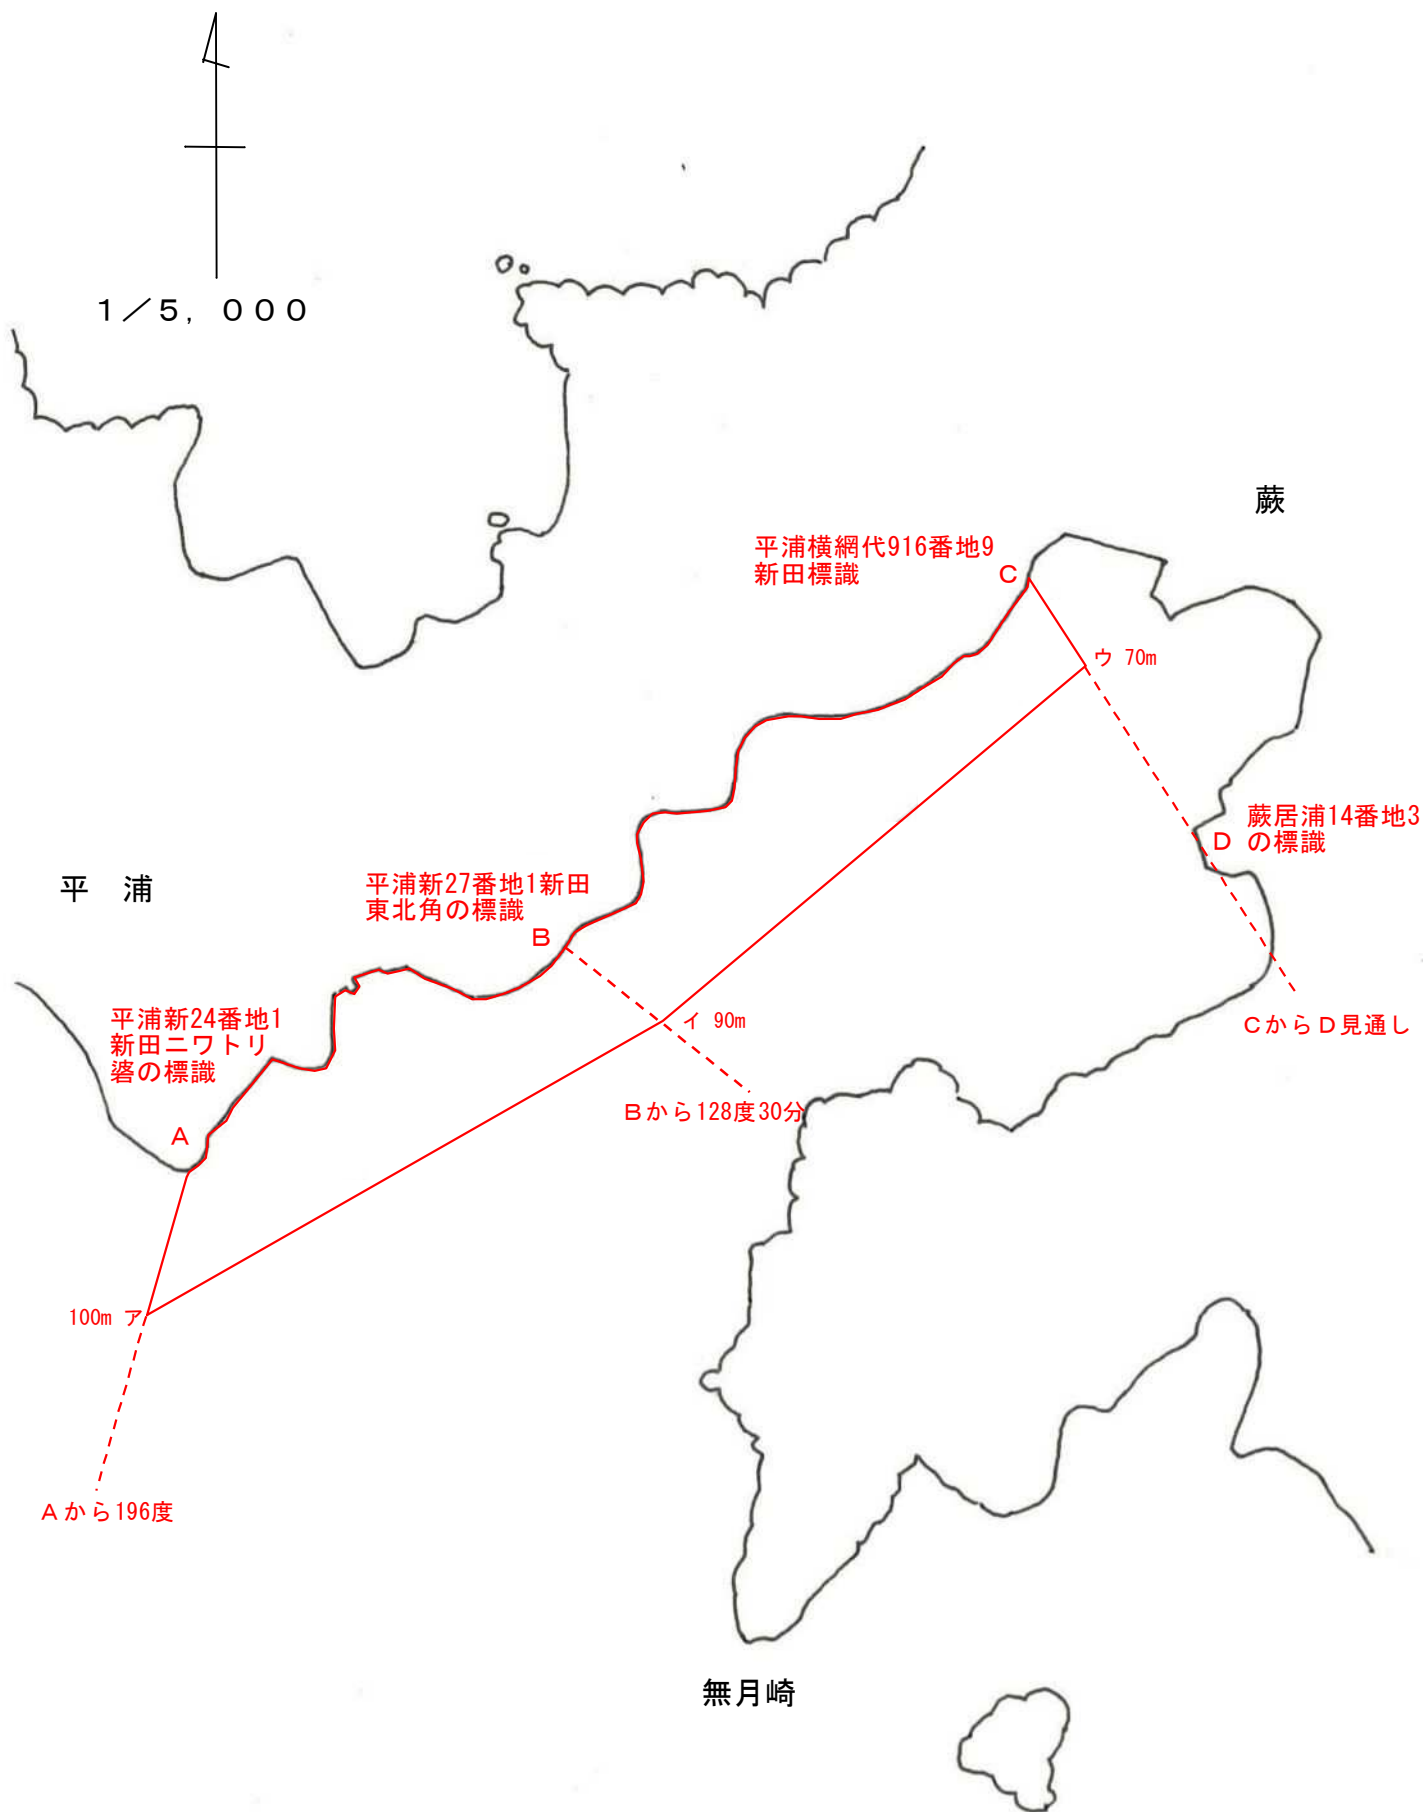 1／5，000
蕨
平浦横網代916番地9
新田標識
C
ウ 70m
蕨居浦14番地3
D の標識
平 浦
平浦新27番地1新田
東北角の標識
B
平浦新24番地1
新田ニワトリ
婆の標識
イ 90m
CからD見通し
Bから128度30分
A
100m ア
Aから196度
無月崎